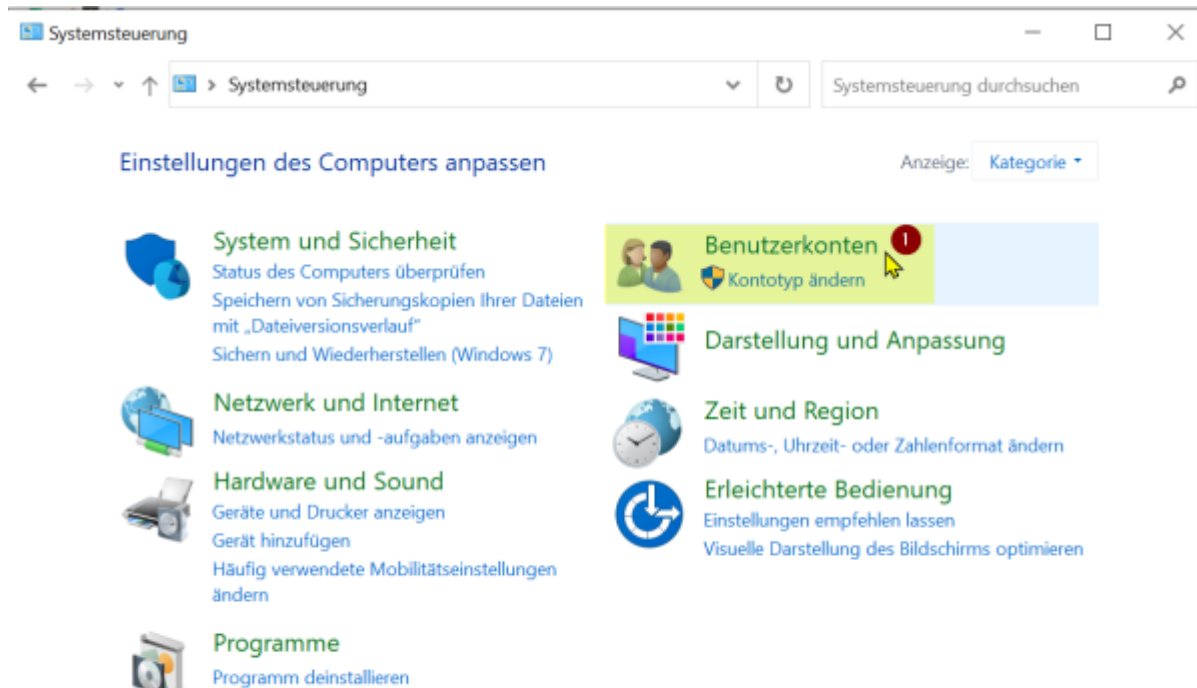 Systemsteuerung
Systemsteuerung
Systemsteuerung durchsuchen
Einstellungen des Computers anpassen
Anzeige: Kategorie
System und Sicherheit
Status des Computers überprüfen
Speichern von Sicherungskopien Ihrer Dateien
mit „Dateiversionsverlauf“
Sichern und Wiederherstellen (Windows 7)
Netzwerk und Internet
Netzwerkstatus und -aufgaben anzeigen
Hardware und Sound
Geräte und Drucker anzeigen
Gerät hinzufügen
Häufig verwendete Mobilitätseinstellungen
ändern
Programme
Programm deinstallieren
Benutzerkonten 1
Kontotyp ändern
Darstellung und Anpassung
Zeit und Region
Datums-, Uhrzeit- oder Zahlenformat ändern
Erleichterte Bedienung
Einstellungen empfehlen lassen
Visuelle Darstellung des Bildschirms optimieren